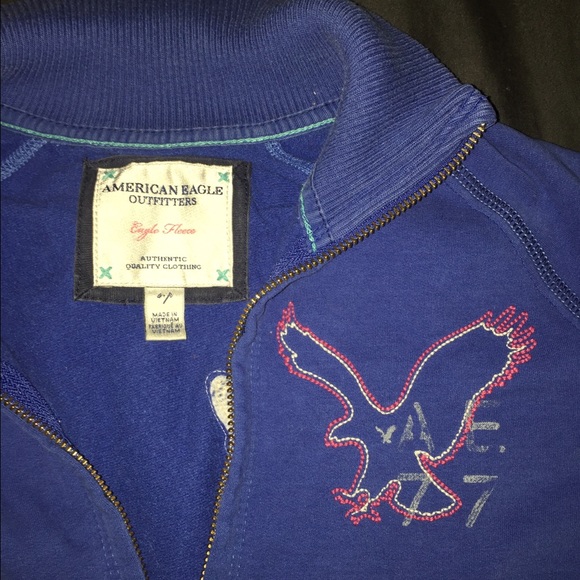 AMERICAN EAGLE
OUTFITTERS
Eagle Fleece
AUTHENTIC
QUALITY CLOTHING
S-P
MADE IN
VIETNAM
FABRIQUÉ AU
VIETNAM
A.E.
77